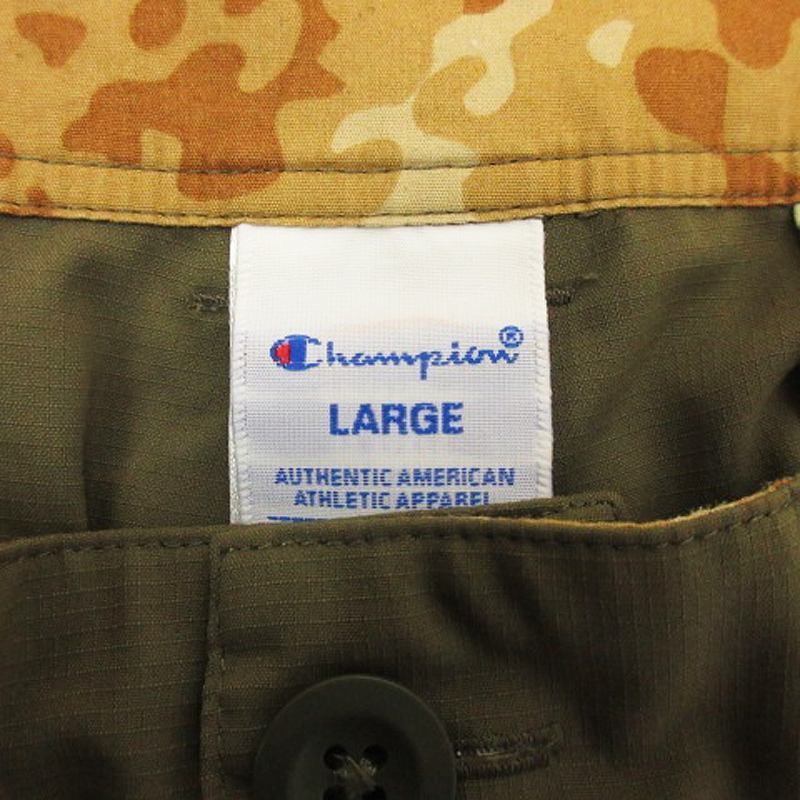 Champion®
LARGE
AUTHENTIC AMERICAN
ATHLETIC APPAREL